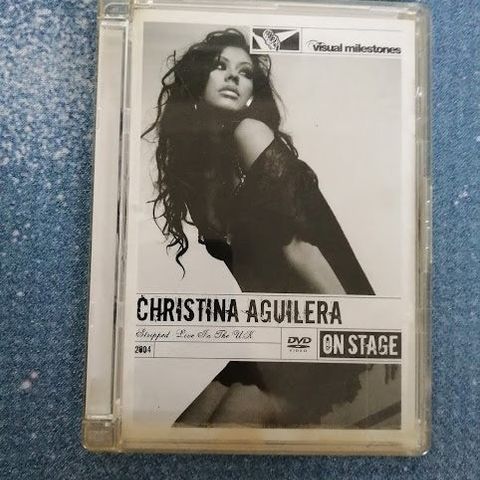 visual milestones
CHRISTINA AGUILERA
Stripped Live In The U.K
2004
DVD
VIDEO
ON STAGE